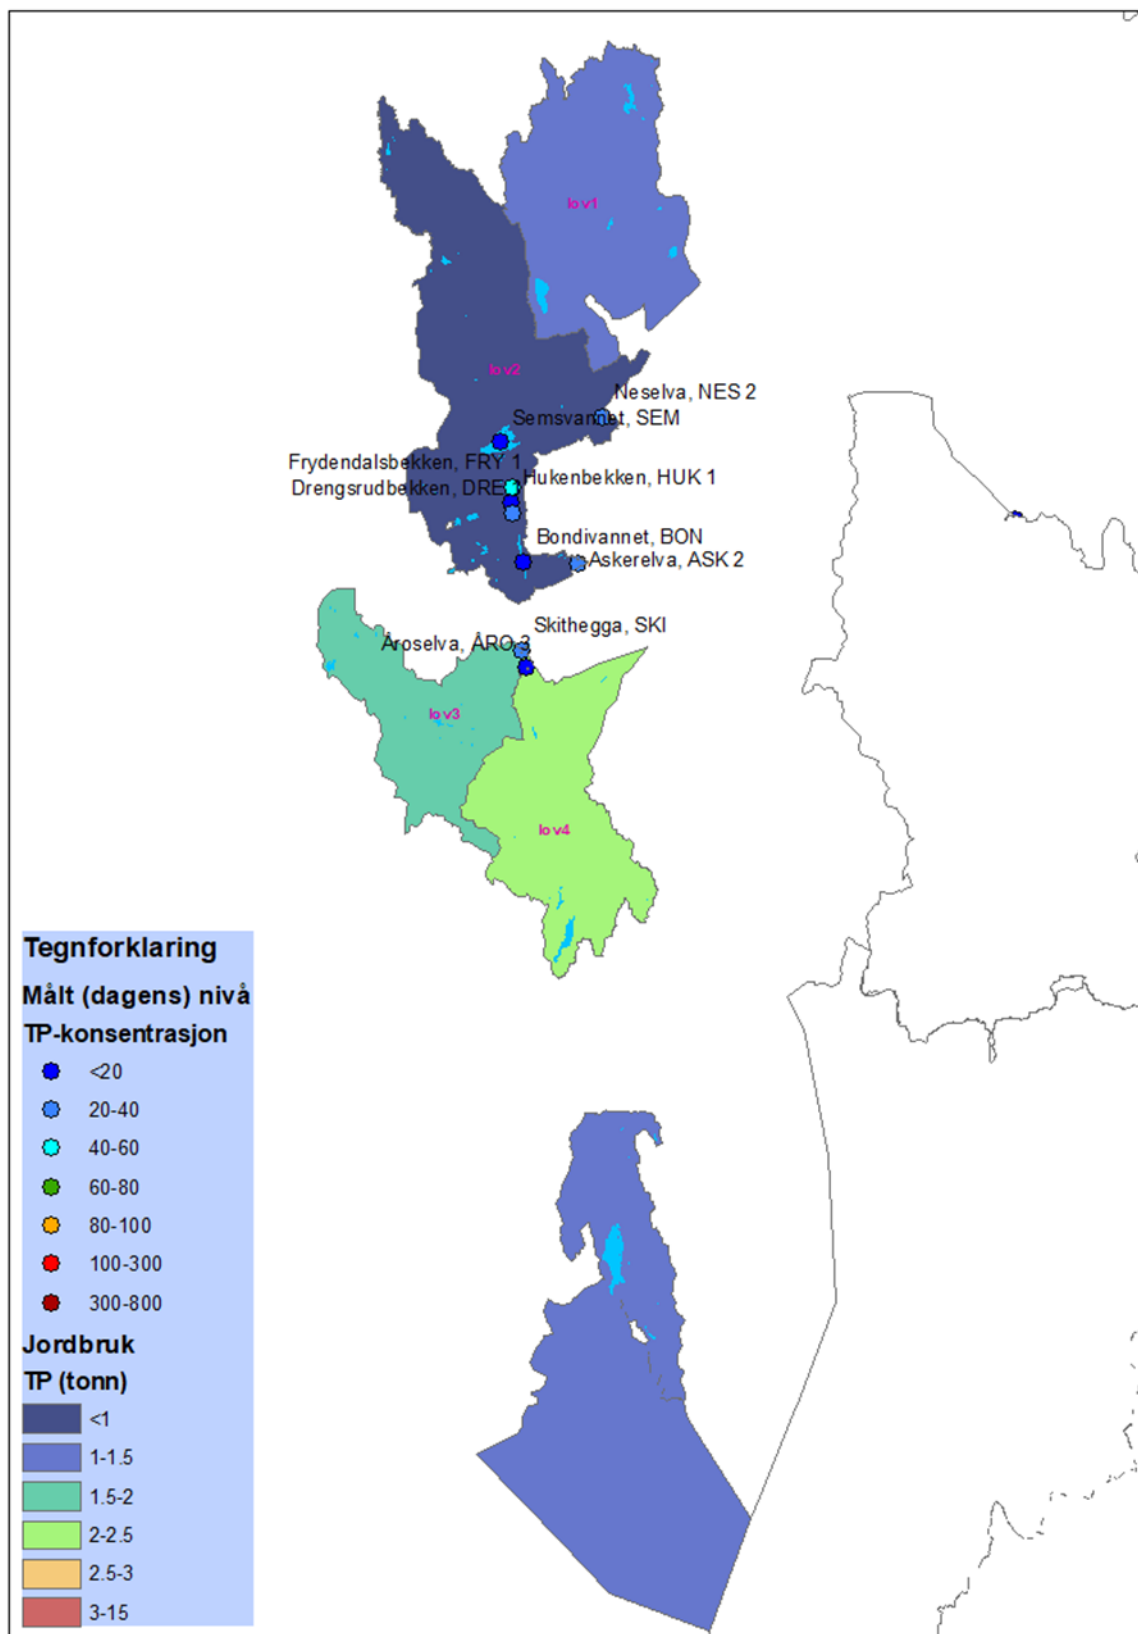 lov1
lov2
Neselva, NES 2
Semsvannet, SEM
Frydendalsbekken, FRY 1
Hukenbekken, HUK 1
Drengsrudbekken, DRE
Bondivannet, BON
Askerelva, ASK 2
Skithegga, SKI
Åroselva, ÅRO 3
lov3
lov4
Tegnforklaring
Målt (dagens) nivå
TP-konsentrasjon
<20
20-40
40-60
60-80
80-100
100-300
300-800
Jordbruk
TP (tonn)
<1
1-1.5
1.5-2
2-2.5
2.5-3
3-15